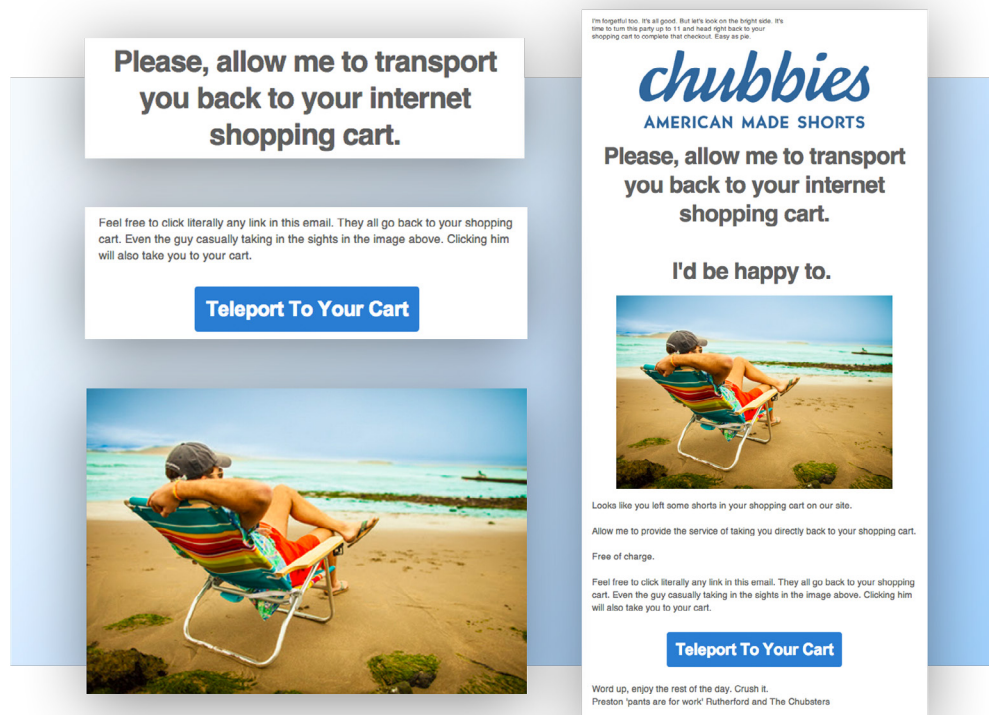 Please, allow me to transport
you back to your internet
shopping cart.
Feel free to click literally any link in this email. They all go back to your shopping
cart. Even the guy casually taking in the sights in the image above. Clicking him
will also take you to your cart.
Teleport To Your Cart
I'm forgetful too. It's all good. But let's look on the bright side. It's
time to turn this party up to 11 and head right back to your
shopping cart to complete that checkout. Easy as pie.
chubbies
AMERICAN MADE SHORTS
Please, allow me to transport
you back to your internet
shopping cart.
I'd be happy to.
Looks like you left some shorts in your shopping cart on our site.
Allow me to provide the service of taking you directly back to your shopping cart.
Free of charge.
Feel free to click literally any link in this email. They all go back to your shopping
cart. Even the guy casually taking in the sights in the image above. Clicking him
will also take you to your cart.
Teleport To Your Cart
Word up, enjoy the rest of the day. Crush it.
Preston 'pants are for work' Rutherford and The Chubsters